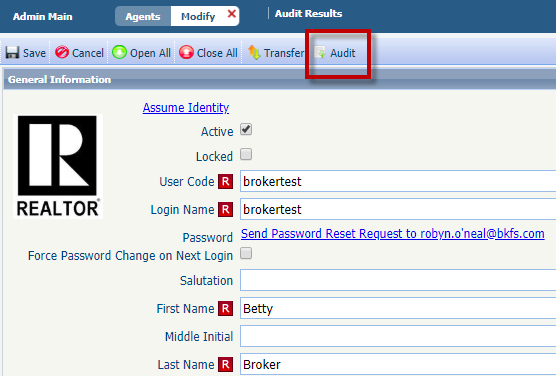 Admin Main Agents Modify Audit Results
Save Cancel Open All Close All Transfer Audit
General Information
Assume Identity
Active
Locked
User Code R brokertest
Login Name R brokertest
Password Send Password Reset Request to robyn.o'neal@bkfs.com
Force Password Change on Next Login
Salutation
First Name R Betty
Middle Initial
Last Name R Broker
R
REALTOR®